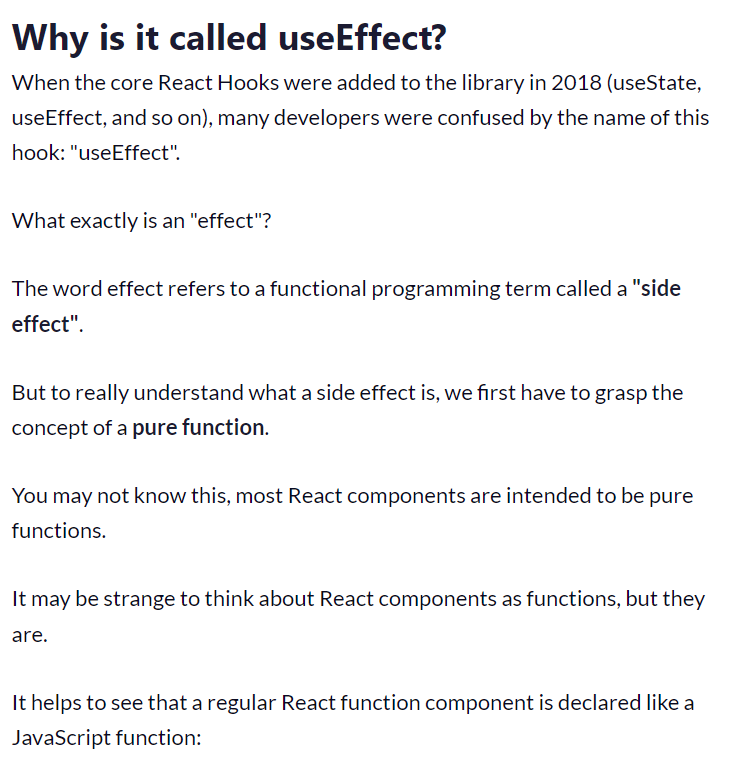 Why is it called useEffect?
When the core React Hooks were added to the library in 2018 (useState,
useEffect, and so on), many developers were confused by the name of this
hook: "useEffect".
What exactly is an "effect"?
The word effect refers to a functional programming term called a "side
effect".
But to really understand what a side effect is, we first have to grasp the
concept of a pure function.
You may not know this, most React components are intended to be pure
functions.
It may be strange to think about React components as functions, but they
are.
It helps to see that a regular React function component is declared like a
JavaScript function: